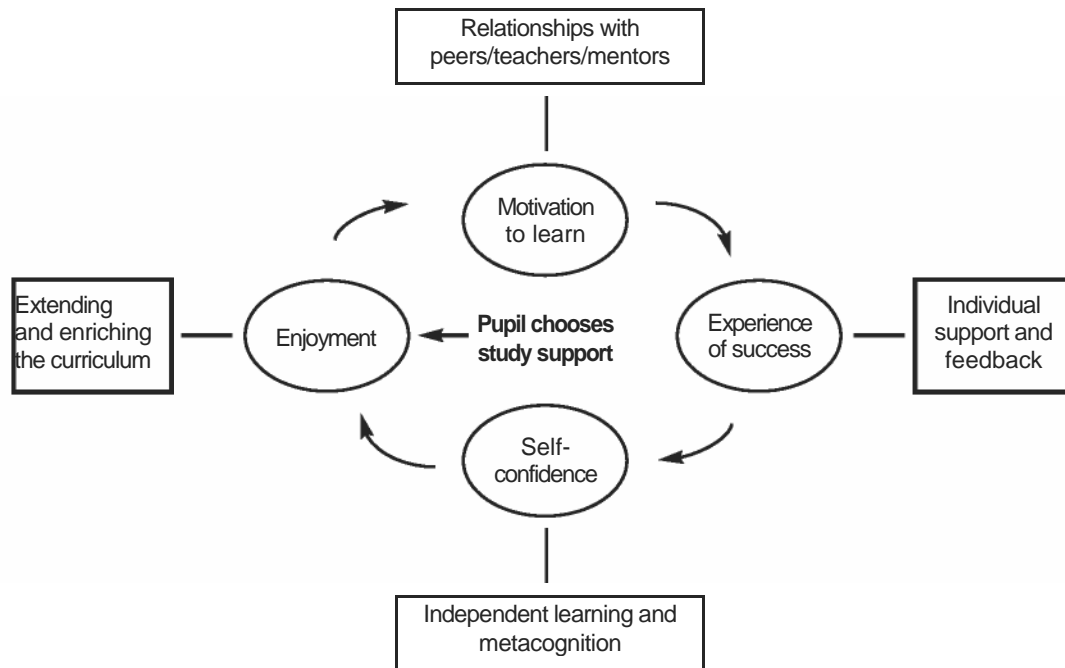 Relationships with
peers/teachers/mentors
Motivation
to learn
Extending
and enriching
the curriculum
Enjoyment
Pupil chooses
study support
Experience
of success
Individual
support and
feedback
Self-
confidence
Independent learning and
metacognition